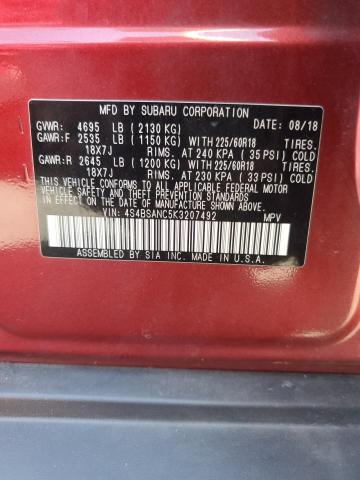 MFD BY SUBARU CORPORATION
GVWR: 4695 LB (2130 KG) DATE: 08/18
GAWR:F 2535 LB (1150 KG) WITH 225/60R18 TIRES.
18X7J RIMS. AT 240 KPA (35 PSI) COLD
GAWR:R 2645 LB (1200 KG) WITH 225/60R18 TIRES.
18X7J RIMS. AT 230 KPA (33 PSI) COLD
THIS VEHICLE CONFORMS TO ALL APPLICABLE FEDERAL MOTOR
VEHICLE SAFETY, BUMPER, AND THEFT PREVENTION
STANDARDS IN EFFECT ON THE DATE OF MANUFACTURE SHOWN ABOVE.
VIN: 4S4BSANC5K3207492 MPV
ASSEMBLED BY SIA INC. MADE IN U.S.A.